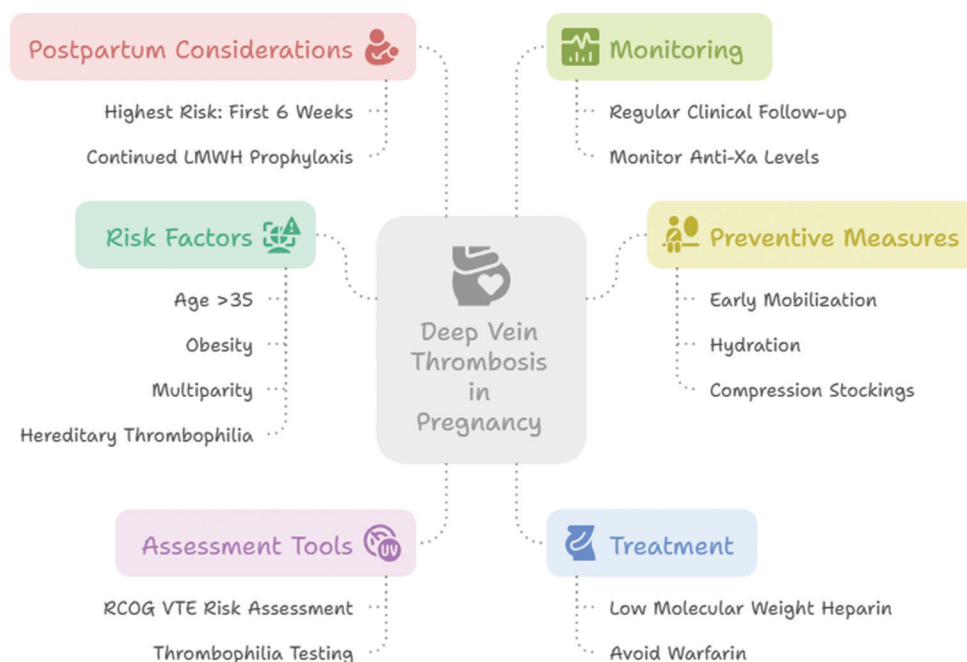 Postpartum Considerations
Highest Risk: First 6 Weeks
Continued LMWH Prophylaxis
Monitoring
Regular Clinical Follow-up
Monitor Anti-Xa Levels
Risk Factors
Age >35
Obesity
Multiparity
Hereditary Thrombophilia
Deep Vein
Thrombosis
in
Pregnancy
Preventive Measures
Early Mobilization
Hydration
Compression Stockings
Assessment Tools
UV
RCOG VTE Risk Assessment
Thrombophilia Testing
Treatment
Low Molecular Weight Heparin
Avoid Warfarin